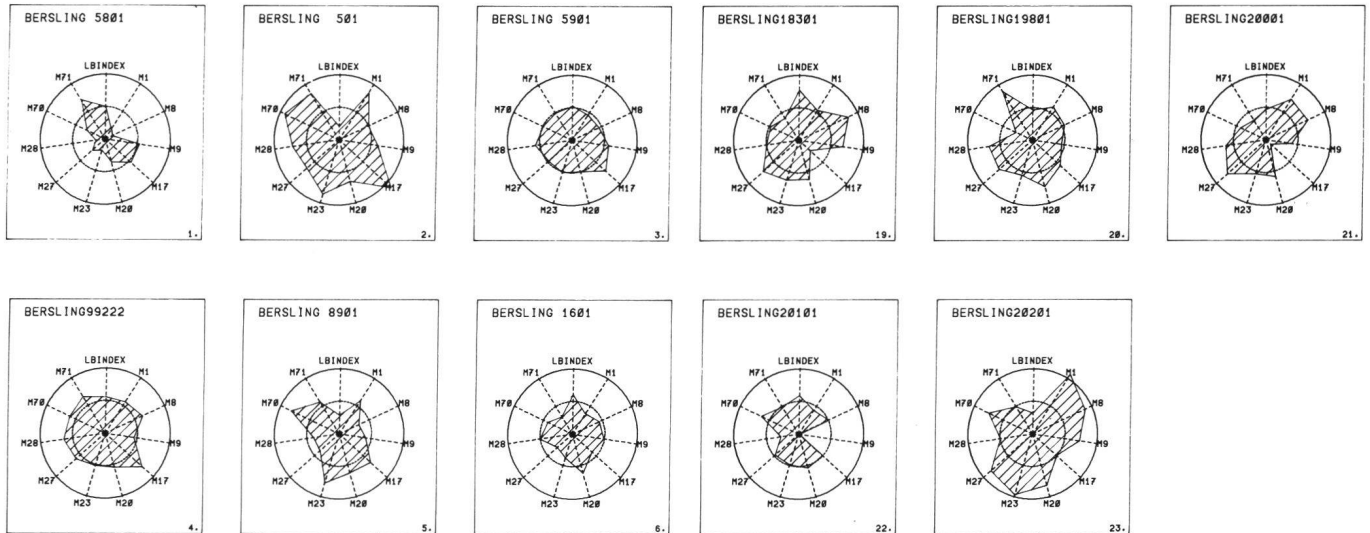 BERSLING 5801
LBINDEX
M71 M1
M70 M8
M28 M9
M27 M17
M23 M20
1.
BERSLING 501
LBINDEX
M71 M1
M70 M8
M28 M9
M27 M17
M23 M20
2.
BERSLING 5901
LBINDEX
M71 M1
M70 M8
M28 M9
M27 M17
M23 M20
3.
BERSLING18301
LBINDEX
M71 M1
M70 M8
M28 M9
M27 M17
M23 M20
19.
BERSLING19801
LBINDEX
M71 M1
M70 M8
M28 M9
M27 M17
M23 M20
20.
BERSLING20001
LBINDEX
M71 M1
M70 M8
M28 M9
M27 M17
M23 M20
21.
BERSLING99222
LBINDEX
M71 M1
M70 M8
M28 M9
M27 M17
M23 M20
4.
BERSLING 8901
LBINDEX
M71 M1
M70 M8
M28 M9
M27 M17
M23 M20
5.
BERSLING 1601
LBINDEX
M71 M1
M70 M8
M28 M9
M27 M17
M23 M20
6.
BERSLING20101
LBINDEX
M71 M1
M70 M8
M28 M9
M27 M17
M23 M20
22.
BERSLING20201
LBINDEX
M71 M1
M70 M8
M28 M9
M27 M17
M23 M20
23.